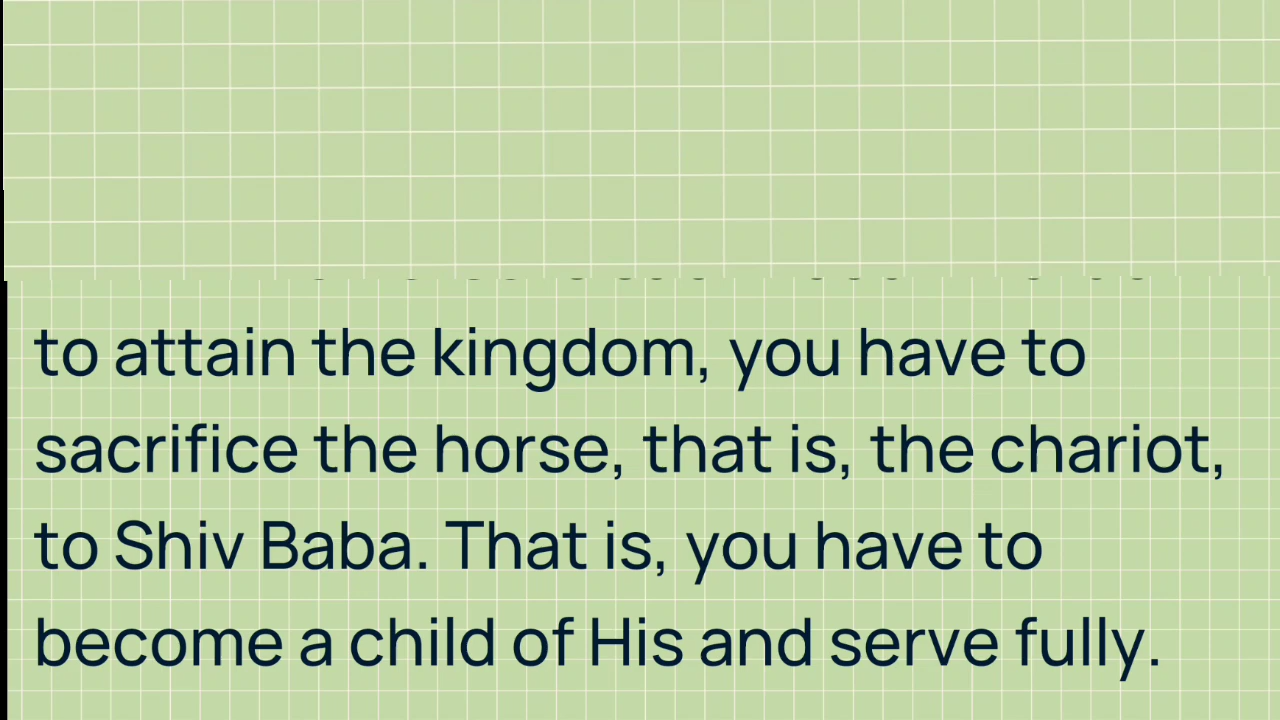 to attain the kingdom, you have to
sacrifice the horse, that is, the chariot,
to Shiv Baba. That is, you have to
become a child of His and serve fully.